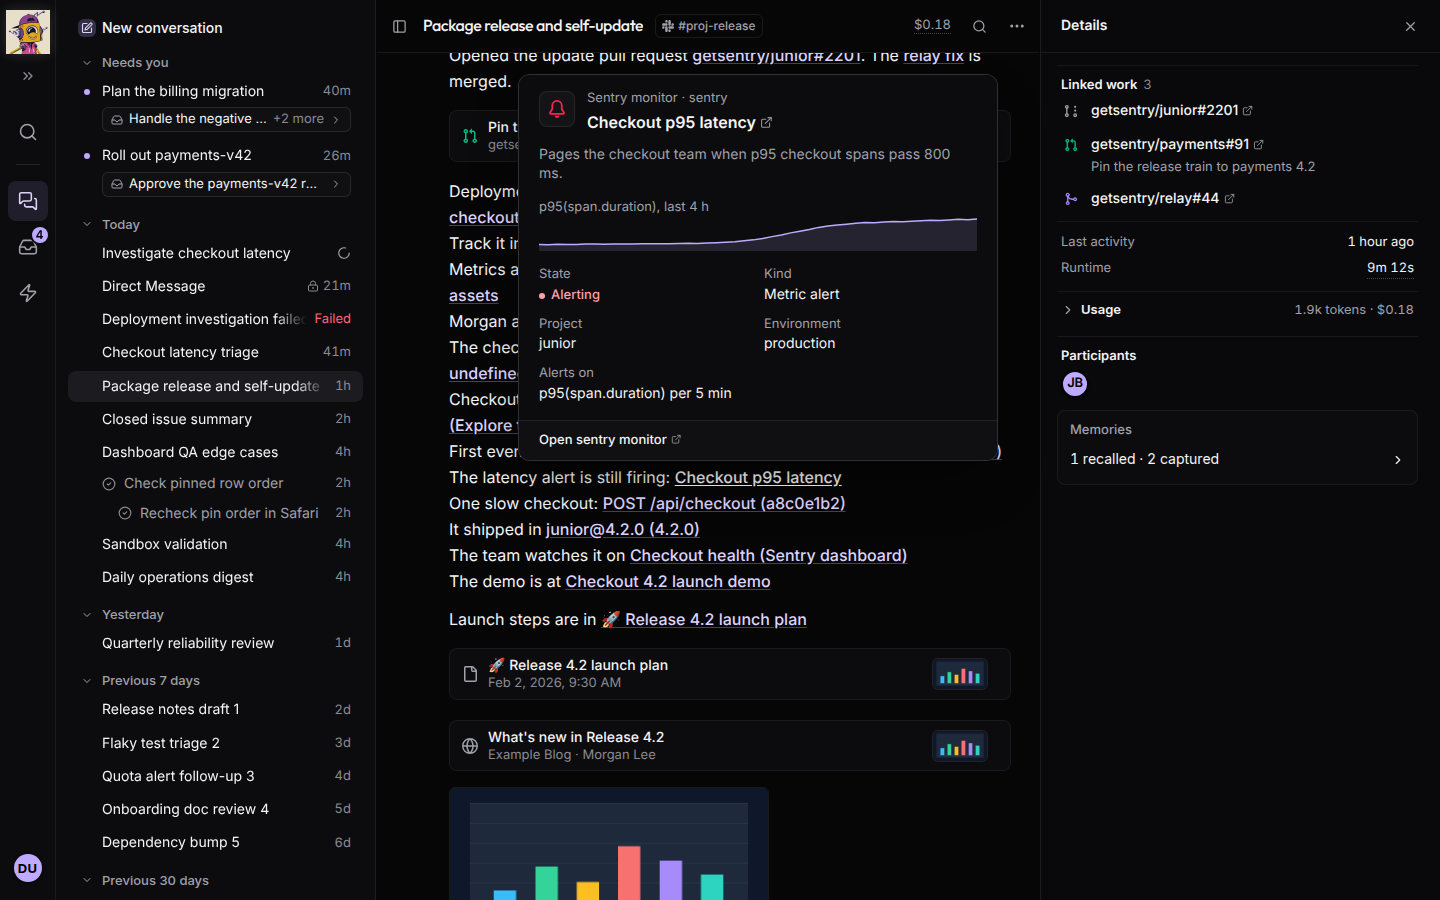 New conversation
Needs you
Plan the billing migration 40m
Handle the negative ... +2 more
Roll out payments-v42 26m
Approve the payments-v42 r...
Today
Investigate checkout latency
Direct Message 21m
Deployment investigation failed Failed
Checkout latency triage 41m
Package release and self-update 1h
Closed issue summary 2h
Dashboard QA edge cases 4h
Check pinned row order 2h
Recheck pin order in Safari 2h
Sandbox validation 4h
Daily operations digest 4h
Yesterday
Quarterly reliability review 1d
Previous 7 days
Release notes draft 1 2d
Flaky test triage 2 3d
Quota alert follow-up 3 4d
Onboarding doc review 4 5d
Dependency bump 5 6d
Previous 30 days
4
DU
Package release and self-update #proj-release $0.18
Opened the update pull request getsentry/junior#2201. The relay fix is
merged.
Pin t
getse
Deploym
checkout
Track it in
Metrics a
assets
Morgan a
The chec
undefine
Checkout
(Explore
First even )
Sentry monitor · sentry
Checkout p95 latency
Pages the checkout team when p95 checkout spans pass 800
ms.
p95(span.duration), last 4 h
State Kind
Alerting Metric alert
Project Environment
junior production
Alerts on
p95(span.duration) per 5 min
Open sentry monitor
The latency alert is still firing: Checkout p95 latency
One slow checkout: POST /api/checkout (a8c0e1b2)
It shipped in junior@4.2.0 (4.2.0)
The team watches it on Checkout health (Sentry dashboard)
The demo is at Checkout 4.2 launch demo
Launch steps are in 🚀 Release 4.2 launch plan
🚀 Release 4.2 launch plan
Feb 2, 2026, 9:30 AM
What's new in Release 4.2
Example Blog · Morgan Lee
Details
Linked work 3
getsentry/junior#2201
getsentry/payments#91
Pin the release train to payments 4.2
getsentry/relay#44
Last activity 1 hour ago
Runtime 9m 12s
Usage 1.9k tokens · $0.18
Participants
JB
Memories
1 recalled · 2 captured